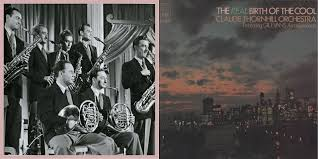 THE REAL BIRTH OF THE COOL
CLAUDE THORNHILL ORCHESTRA
Featuring GIL EVANS Arrangements